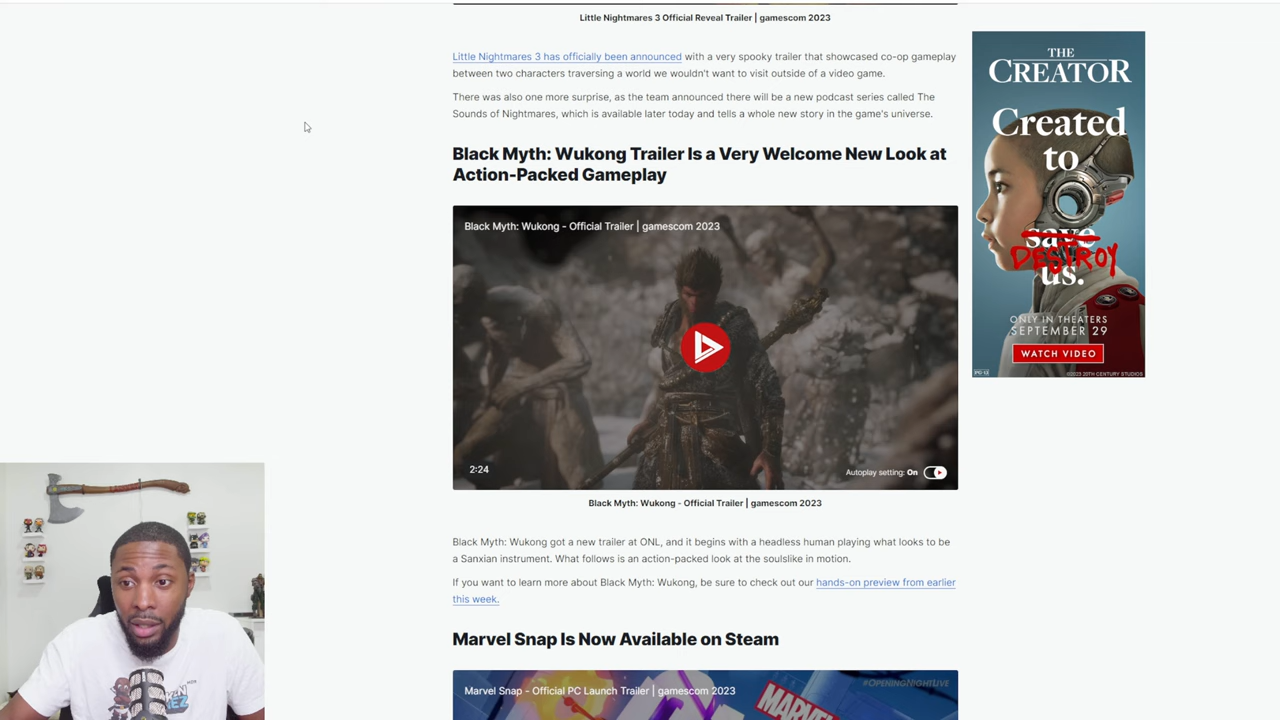 Little Nightmares 3 Official Reveal Trailer | gamescom 2023
Little Nightmares 3 has officially been announced with a very spooky trailer that showcased co-op gameplay
between two characters traversing a world we wouldn't want to visit outside of a video game.
There was also one more surprise, as the team announced there will be a new podcast series called The
Sounds of Nightmares, which is available later today and tells a whole new story in the game's universe.
Black Myth: Wukong Trailer Is a Very Welcome New Look at
Action-Packed Gameplay
Black Myth: Wukong - Official Trailer | gamescom 2023
2:24
Autoplay setting: On
Black Myth: Wukong - Official Trailer | gamescom 2023
Black Myth: Wukong got a new trailer at ONL, and it begins with a headless human playing what looks to be
a Sanxian instrument. What follows is an action-packed look at the soulslike in motion.
If you want to learn more about Black Myth: Wukong, be sure to check out our hands-on preview from earlier
this week.
Marvel Snap Is Now Available on Steam
Marvel Snap - Official PC Launch Trailer | gamescom 2023
#OPENINGNIGHTLIVE
MARVEL
THE
CREATOR
Created
to
save
DESTROY
us.
ONLY IN THEATERS
SEPTEMBER 29
WATCH VIDEO
PG-13
©2023 20TH CENTURY STUDIOS